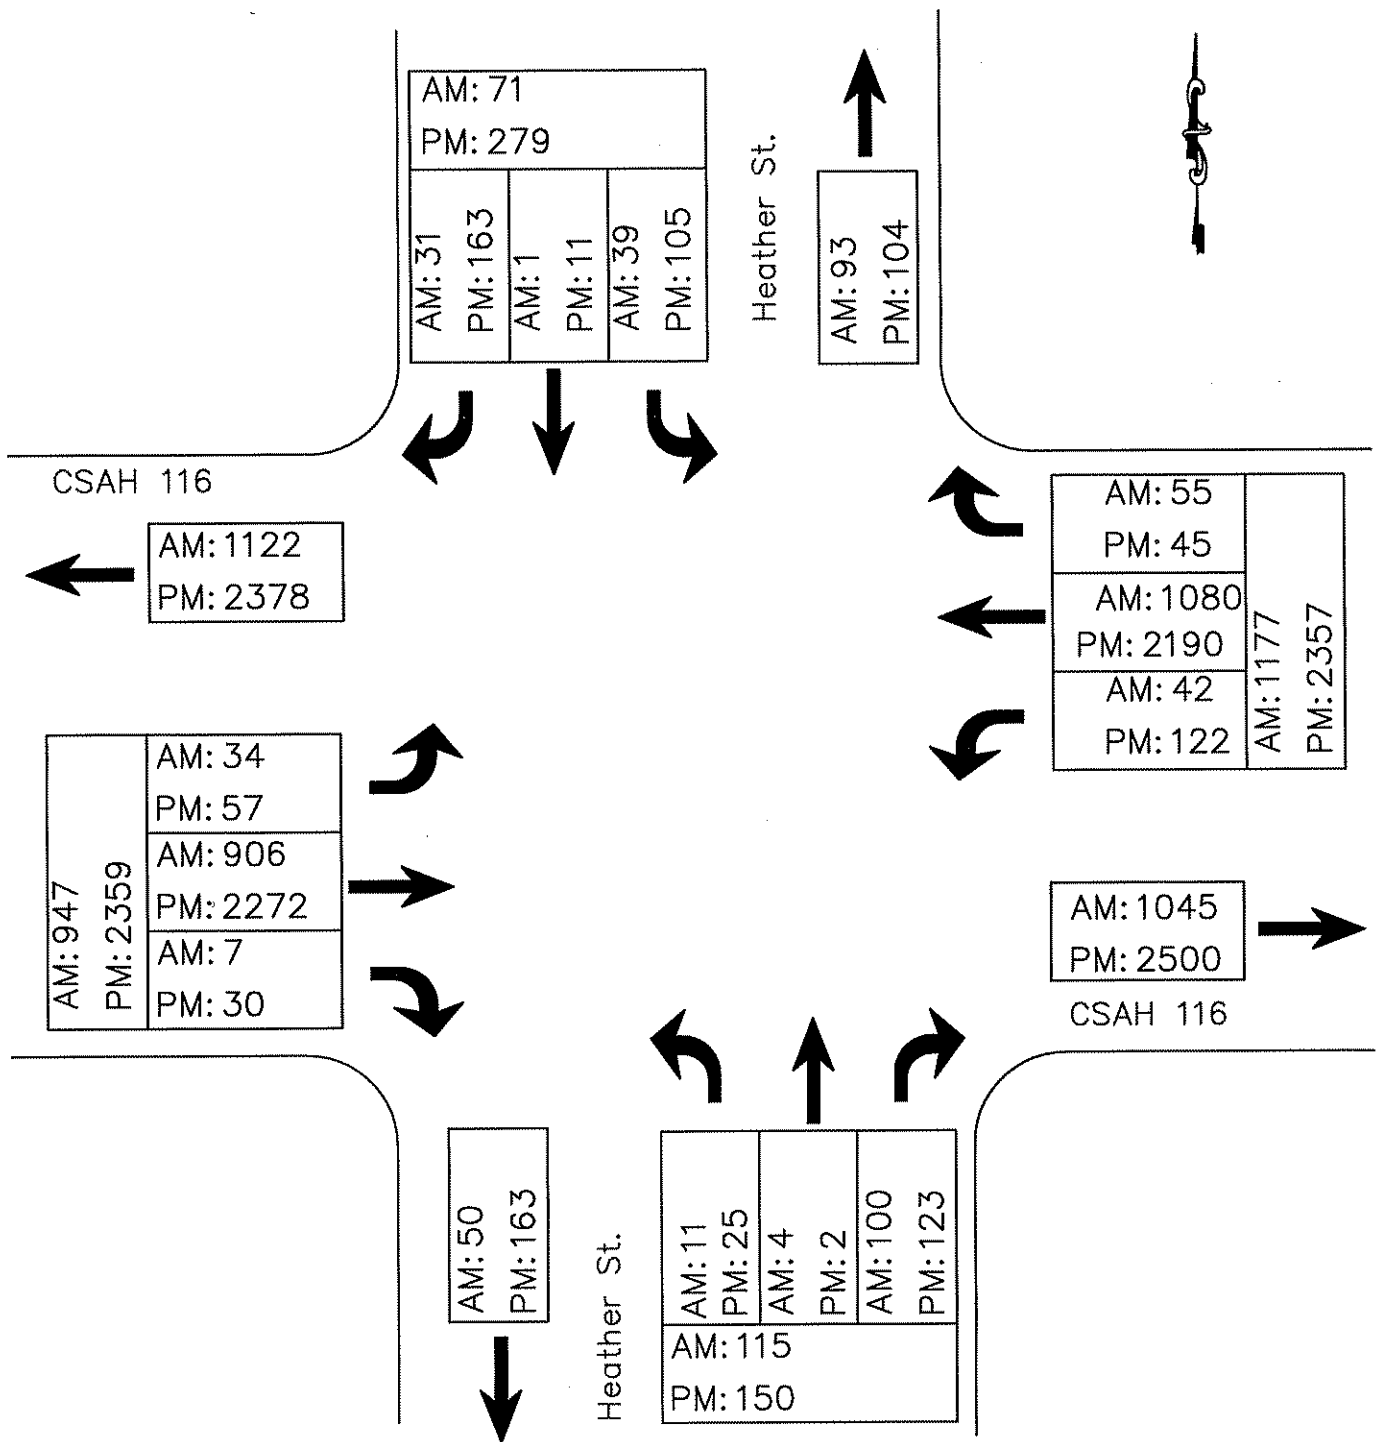 AM: 71
PM: 279
AM: 31
PM: 163
AM: 1
PM: 11
AM: 39
PM: 105
Heather St.
AM: 93
PM: 104
CSAH 116
AM: 1122
PM: 2378
AM: 55
PM: 45
AM: 1080
PM: 2190
AM: 42
PM: 122
AM: 1177
PM: 2357
AM: 947
PM: 2359
AM: 34
PM: 57
AM: 906
PM: 2272
AM: 7
PM: 30
AM: 1045
PM: 2500
CSAH 116
AM: 50
PM: 163
Heather St.
AM: 11
PM: 25
AM: 4
PM: 2
AM: 100
PM: 123
AM: 115
PM: 150